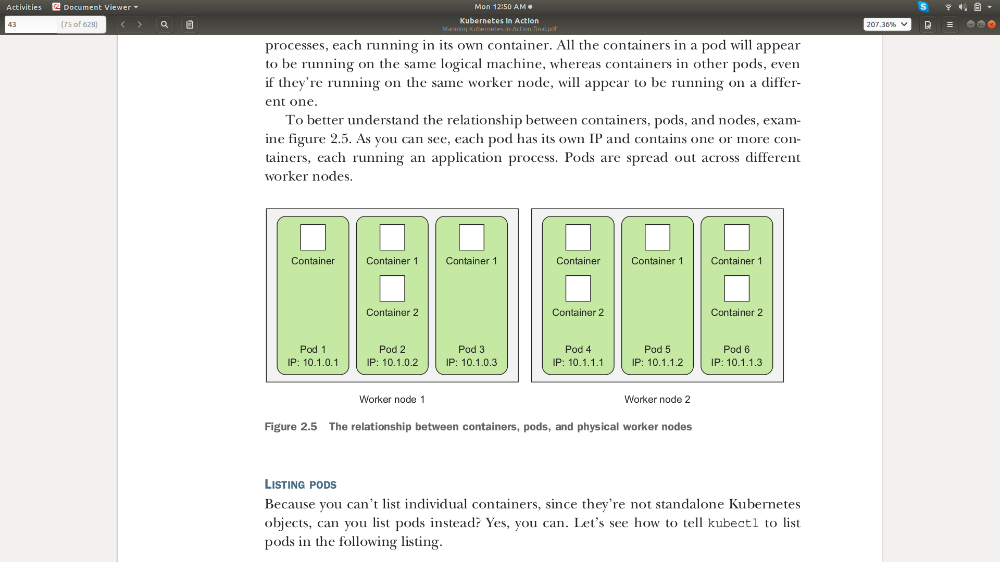 Activities Document Viewer Mon 12:50 AM
43 (75 of 628) Kubernetes in Action 207.36%
Manning-Kubernetes-in-Action-final.pdf
processes, each running in its own container. All the containers in a pod will appear
to be running on the same logical machine, whereas containers in other pods, even
if they’re running on the same worker node, will appear to be running on a differ-
ent one.
To better understand the relationship between containers, pods, and nodes, exam-
ine figure 2.5. As you can see, each pod has its own IP and contains one or more con-
tainers, each running an application process. Pods are spread out across different
worker nodes.
Container Container 1 Container 1 Container Container 1 Container 1
Container 2 Container 2 Container 2
Pod 1 Pod 2 Pod 3 Pod 4 Pod 5 Pod 6
IP: 10.1.0.1 IP: 10.1.0.2 IP: 10.1.0.3 IP: 10.1.1.1 IP: 10.1.1.2 IP: 10.1.1.3
Worker node 1 Worker node 2
Figure 2.5 The relationship between containers, pods, and physical worker nodes
LISTING PODS
Because you can’t list individual containers, since they’re not standalone Kubernetes
objects, can you list pods instead? Yes, you can. Let’s see how to tell kubectl to list
pods in the following listing.